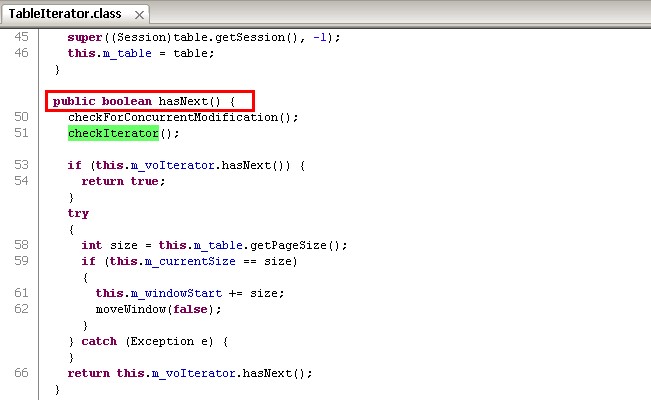 TableIterator.class
45 super((Session)table.getSession(), -1);
46 this.m_table = table;
}
public boolean hasNext() {
50 checkForConcurrentModification();
51 checkIterator();
53 if (this.m_voIterator.hasNext()) {
54 return true;
}
try
{
58 int size = this.m_table.getPageSize();
59 if (this.m_currentSize == size)
{
61 this.m_windowStart += size;
62 moveWindow(false);
}
} catch (Exception e) {
}
66 return this.m_voIterator.hasNext();
}